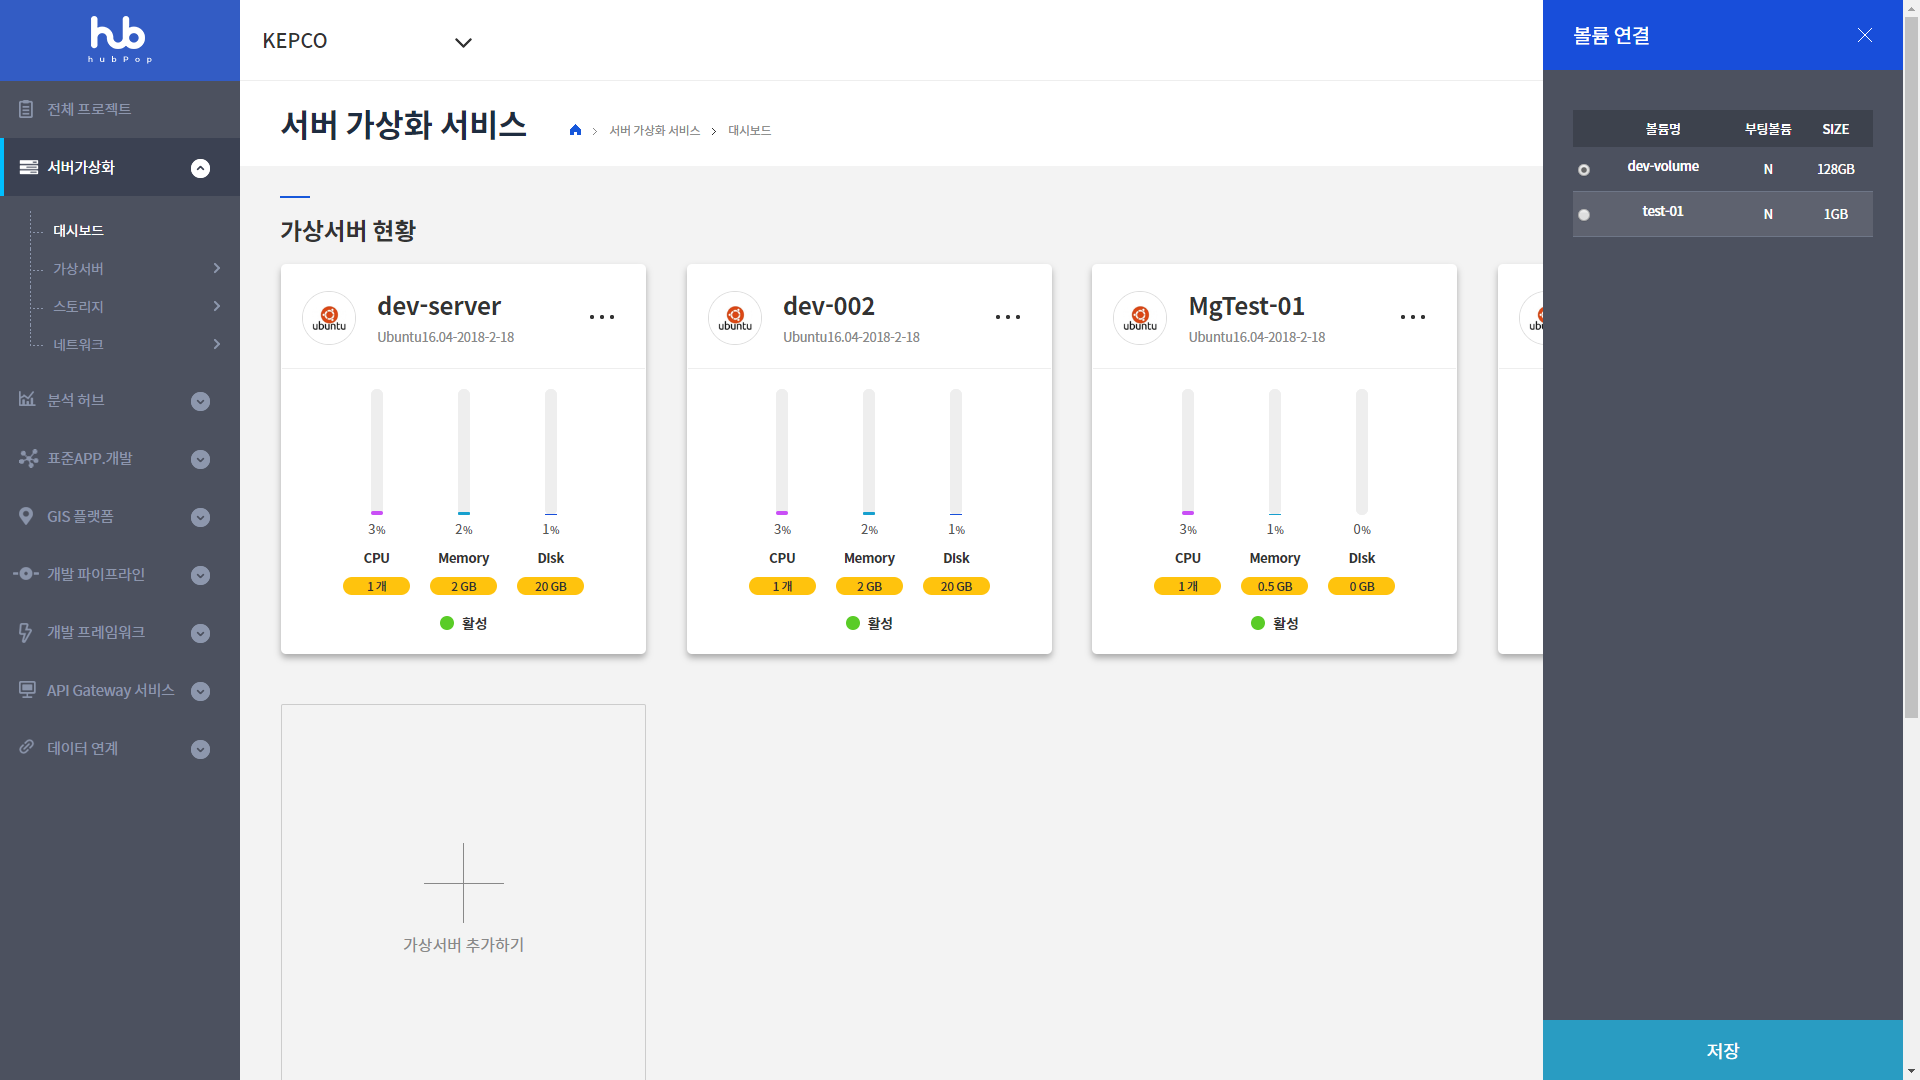 hub
hubPop
전체 프로젝트
서버가상화
대시보드
가상서버
스토리지
네트워크
분석 허브
표준APP.개발
GIS 플랫폼
개발 파이프라인
개발 프레임워크
API Gateway 서비스
데이터 연계
KEPCO
서버 가상화 서비스
서버 가상화 서비스 > 대시보드
가상서버 현황
ubuntu
dev-server
Ubuntu16.04-2018-2-18
3% 2% 1%
CPU Memory Disk
1 개 2 GB 20 GB
활성
ubuntu
dev-002
Ubuntu16.04-2018-2-18
3% 2% 1%
CPU Memory Disk
1 개 2 GB 20 GB
활성
ubuntu
MgTest-01
Ubuntu16.04-2018-2-18
3% 1% 0%
CPU Memory Disk
1 개 0.5 GB 0 GB
활성
ub
가상서버 추가하기
볼륨 연결
볼륨명 부팅볼륨 SIZE
dev-volume N 128GB
test-01 N 1GB
저장